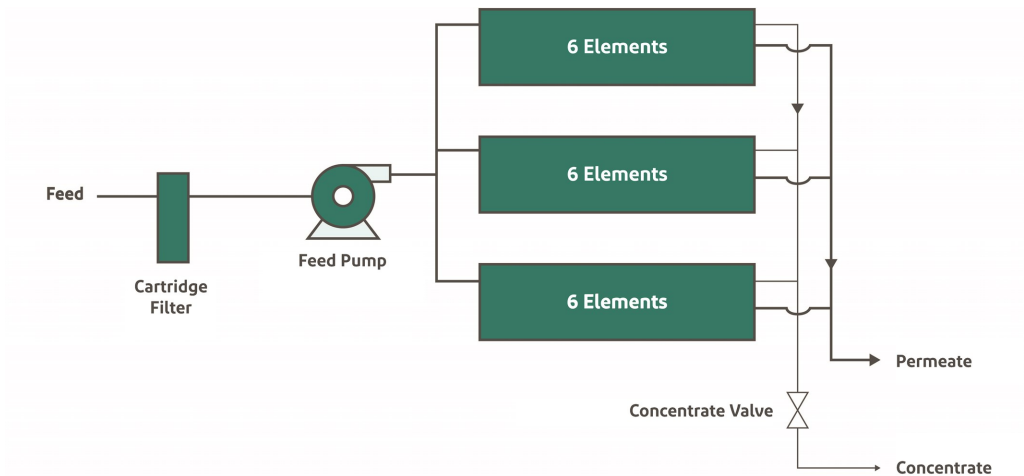 6 Elements
6 Elements
Feed
Feed Pump
Cartridge
Filter
6 Elements
Permeate
Concentrate Valve
Concentrate